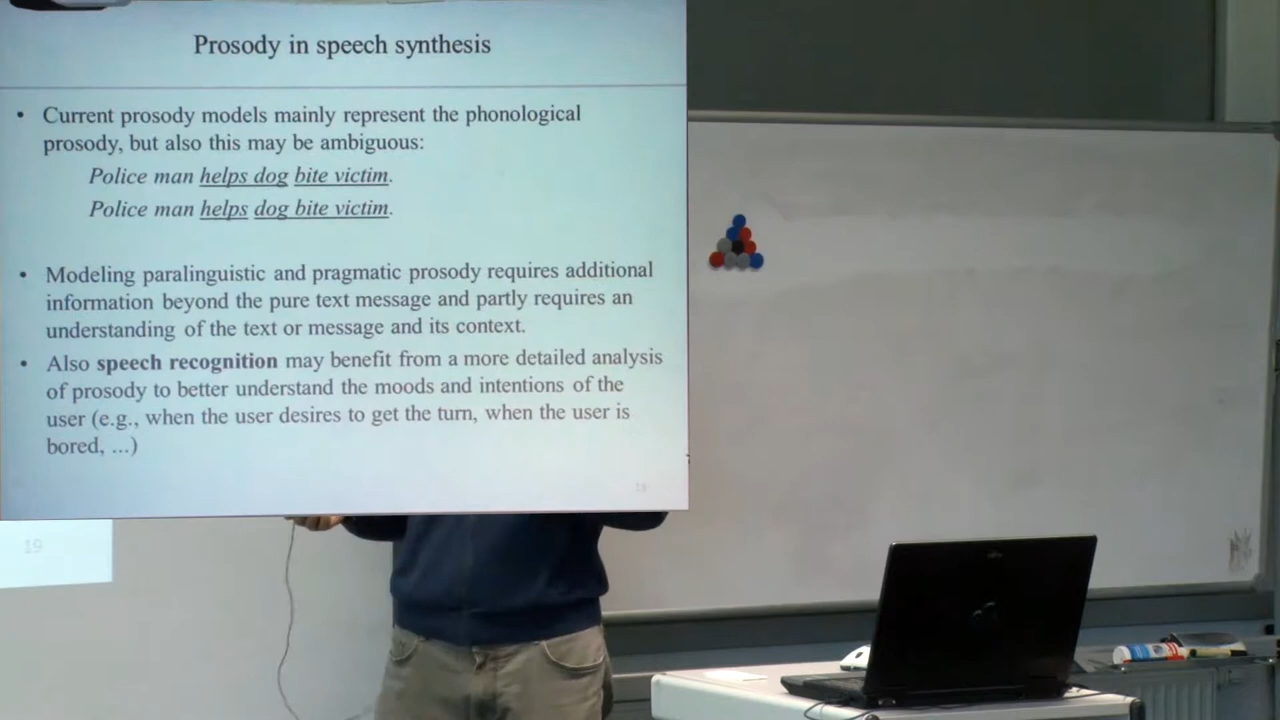 Prosody in speech synthesis
• Current prosody models mainly represent the phonological
prosody, but also this may be ambiguous:
Police man helps dog bite victim.
Police man helps dog bite victim.
• Modeling paralinguistic and pragmatic prosody requires additional
information beyond the pure text message and partly requires an
understanding of the text or message and its context.
• Also speech recognition may benefit from a more detailed analysis
of prosody to better understand the moods and intentions of the
user (e.g., when the user desires to get the turn, when the user is
bored, ...)
19